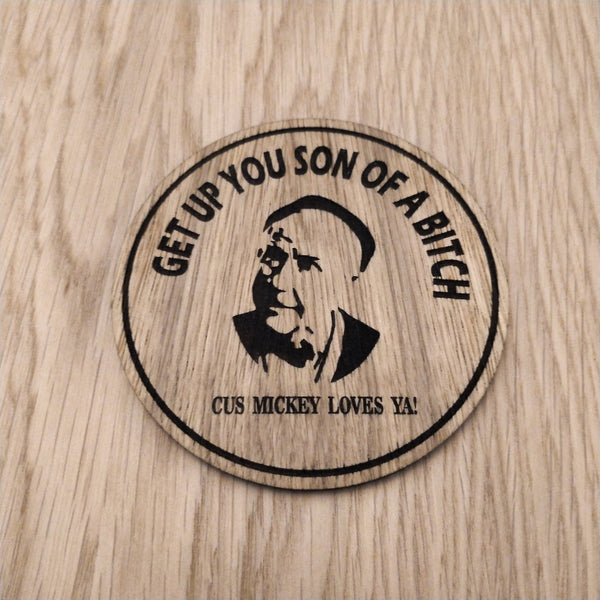 GET UP YOU SON OF A BITCH
CUS MICKEY LOVES YA!